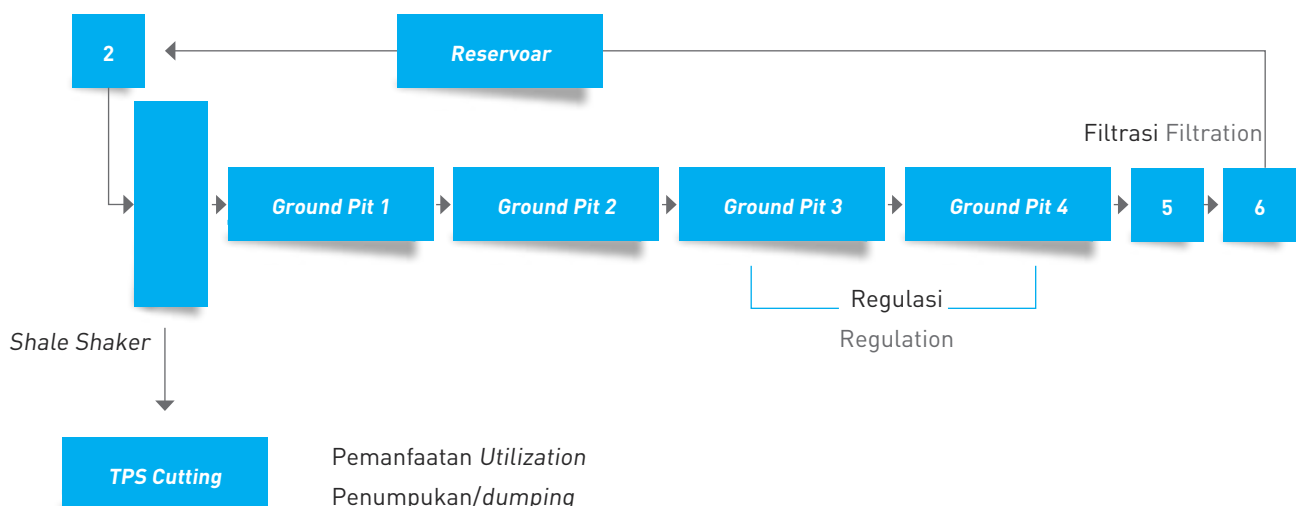 2
Reservoar
Filtrasi Filtration
Ground Pit 1
Ground Pit 2
Ground Pit 3
Ground Pit 4
5
6
Regulasi
Regulation
Shale Shaker
TPS Cutting
Pemanfaatan Utilization
Penumpukan/dumping